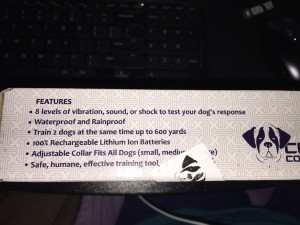 FEATURES
• 8 levels of vibration, sound, or shock to test your dog's response
• Waterproof and Rainproof
• Train 2 dogs at the same time up to 600 yards
• 100% Rechargeable Lithium Ion Batteries
• Adjustable Collar Fits All Dogs (small,
• Safe, humane, effective training tool,